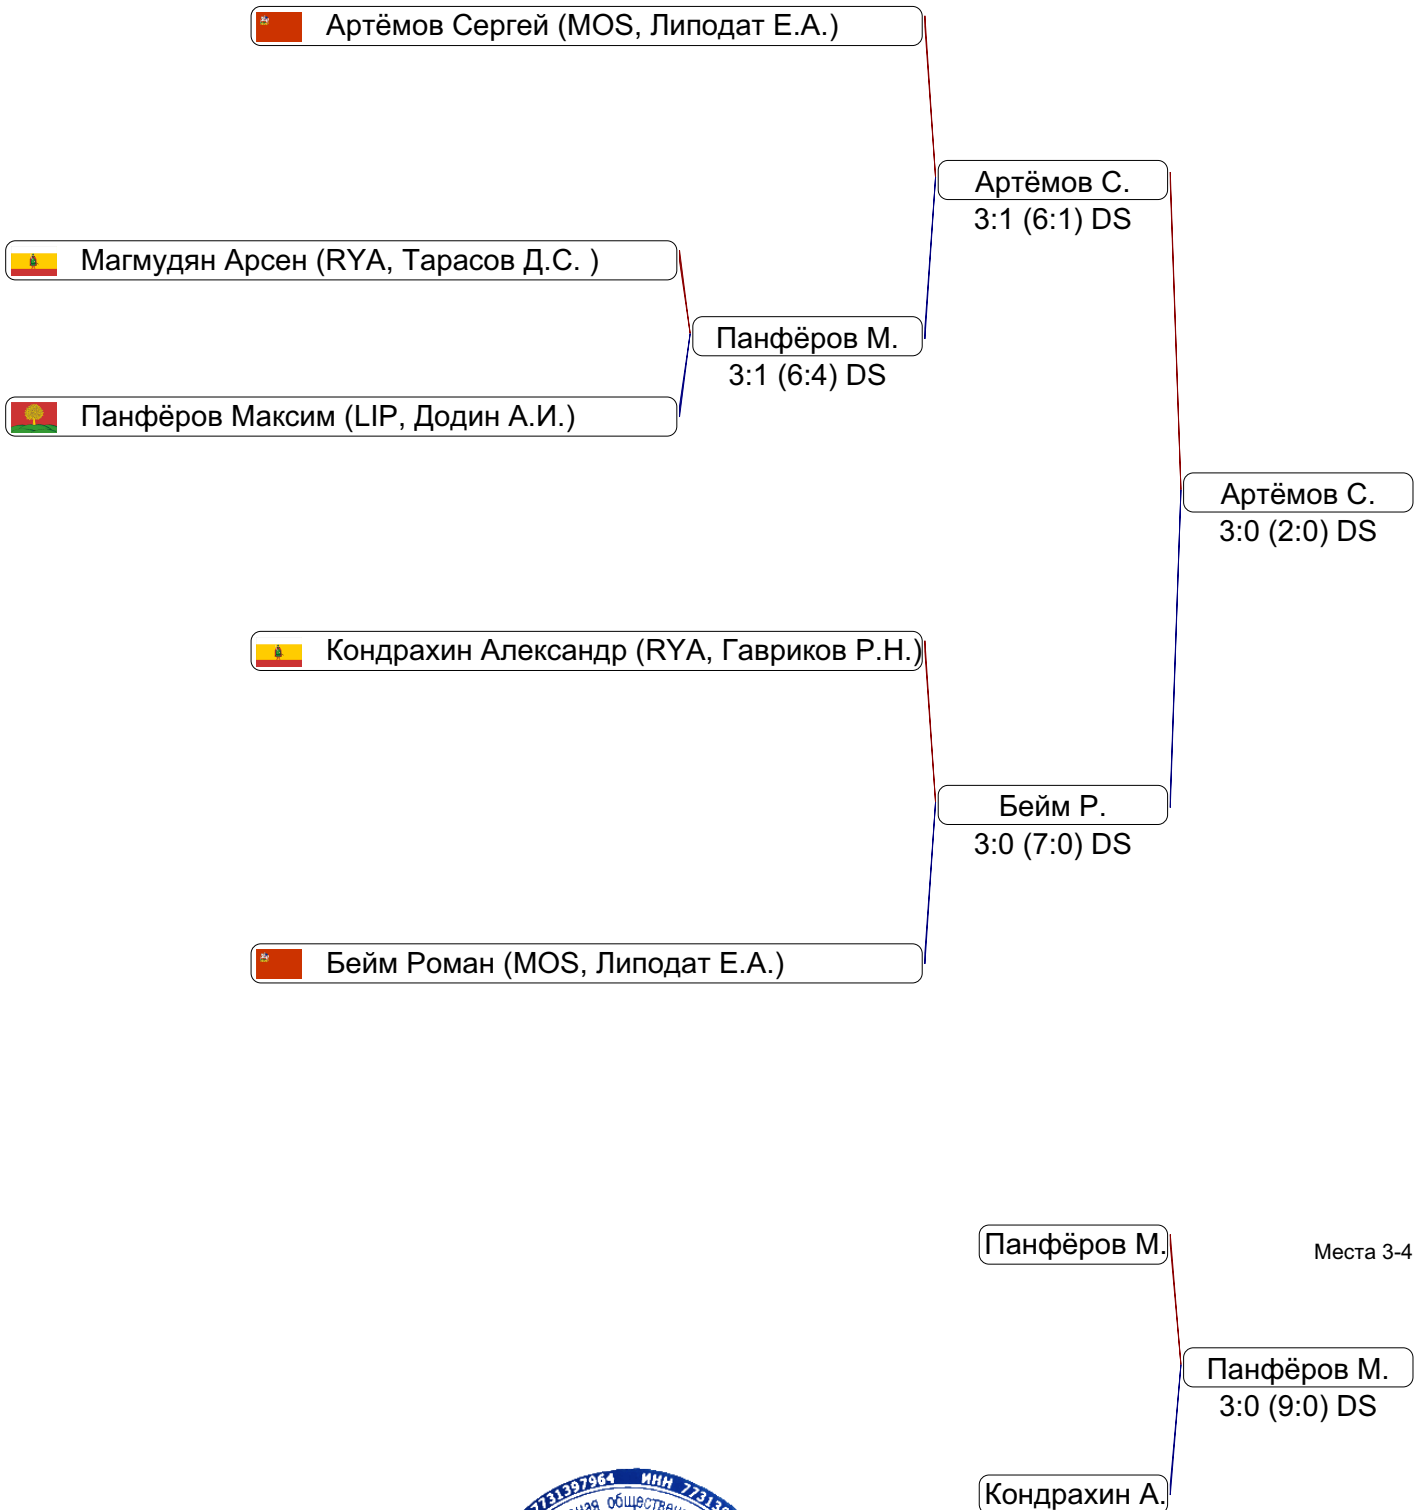 Артёмов Сергей (MOS, Липодат Е.А.)
Артёмов С.
3:1 (6:1) DS
Магмудян Арсен (RYA, Тарасов Д.С. )
Панфёров М.
3:1 (6:4) DS
Панфёров Максим (LIP, Додин А.И.)
Артёмов С.
3:0 (2:0) DS
Кондрахин Александр (RYA, Гавриков Р.Н.)
Бейм Р.
3:0 (7:0) DS
Бейм Роман (MOS, Липодат Е.А.)
Панфёров М.
Места 3-4
Панфёров М.
3:0 (9:0) DS
Кондрахин А.
7731397964 ИНН